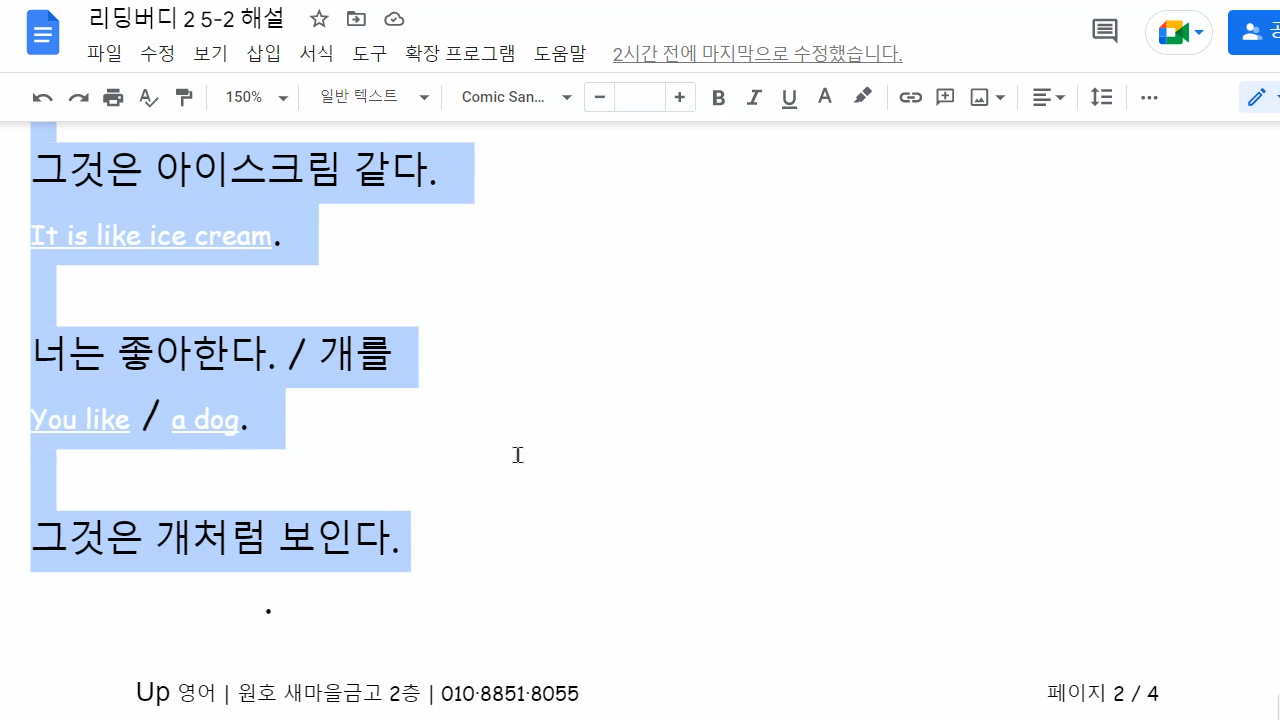 리딩버디 2 5-2 해설
파일 수정 보기 삽입 서식 도구 확장 프로그램 도움말 2시간 전에 마지막으로 수정했습니다.
150% 일반 텍스트 Comic San... − + B I U A
그것은 아이스크림 같다.
It is like ice cream.
너는 좋아한다. / 개를
You like / a dog.
그것은 개처럼 보인다.
.
Up 영어 | 원호 새마을금고 2층 | 010·8851·8055 페이지 2 / 4